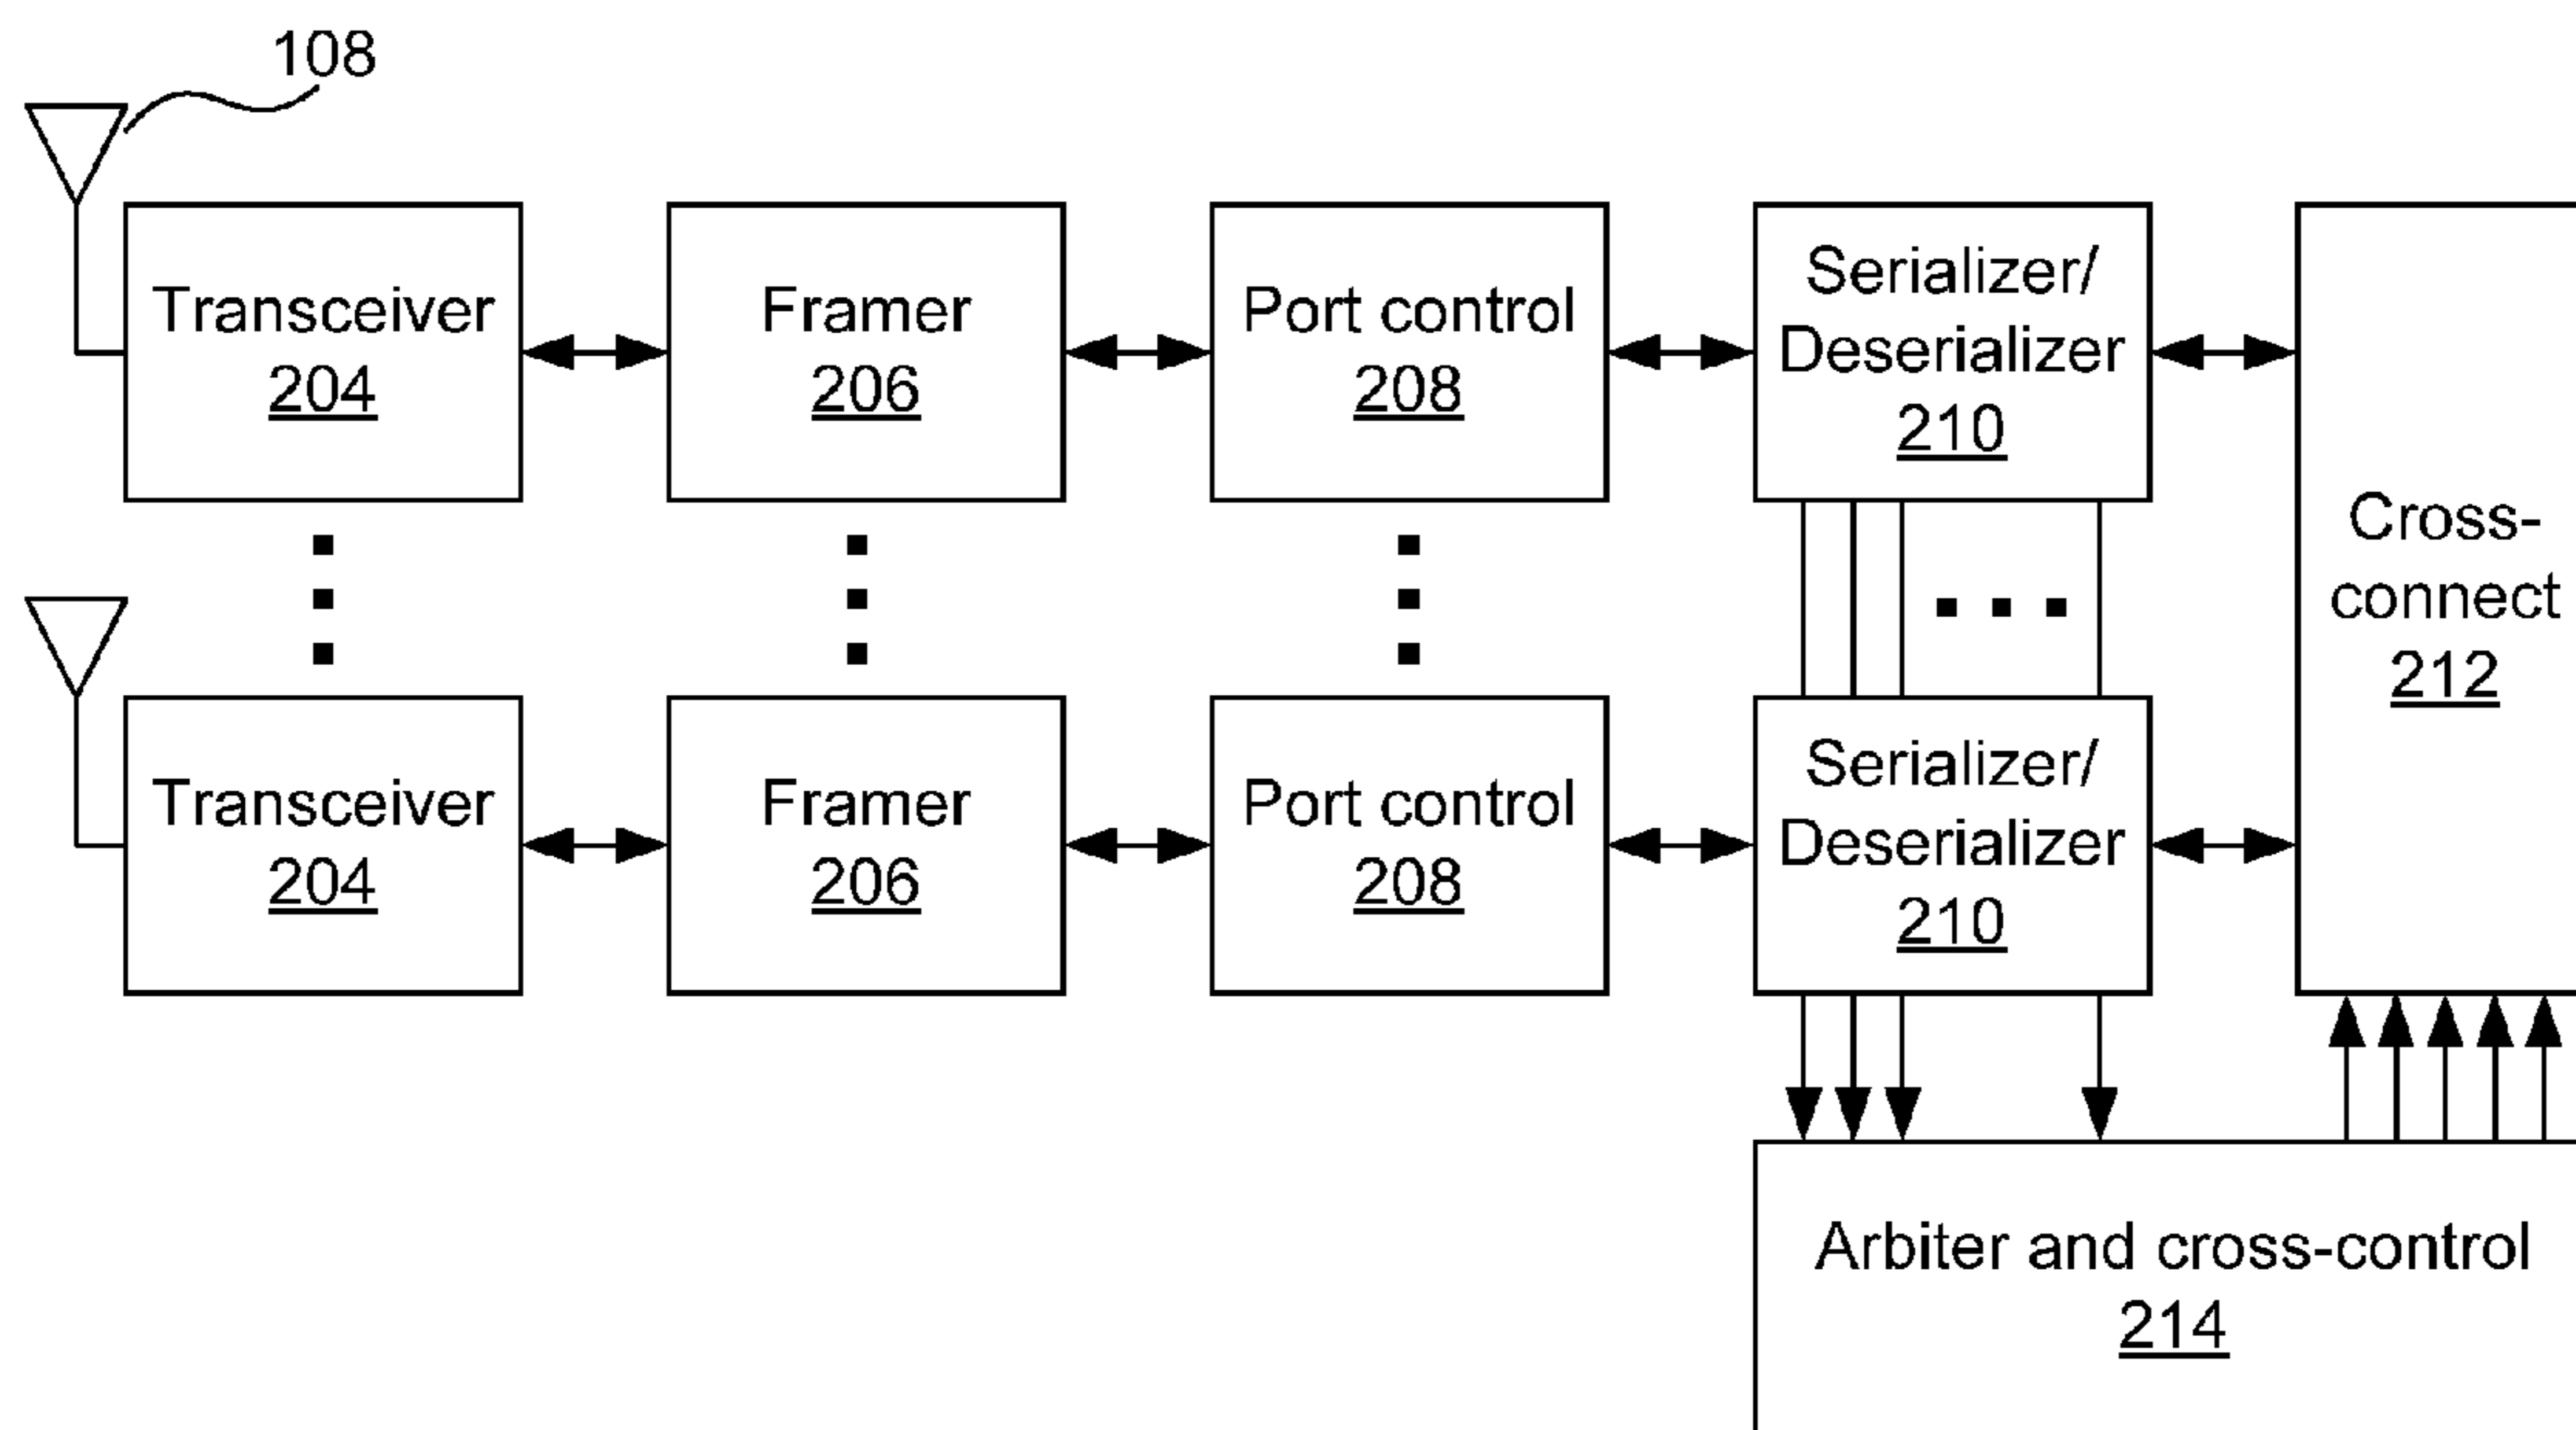 108
Transceiver
204
Framer
206
Port control
208
Serializer/
Deserializer
210
Cross-
connect
212
Transceiver
204
Framer
206
Port control
208
Serializer/
Deserializer
210
Arbiter and cross-control
214